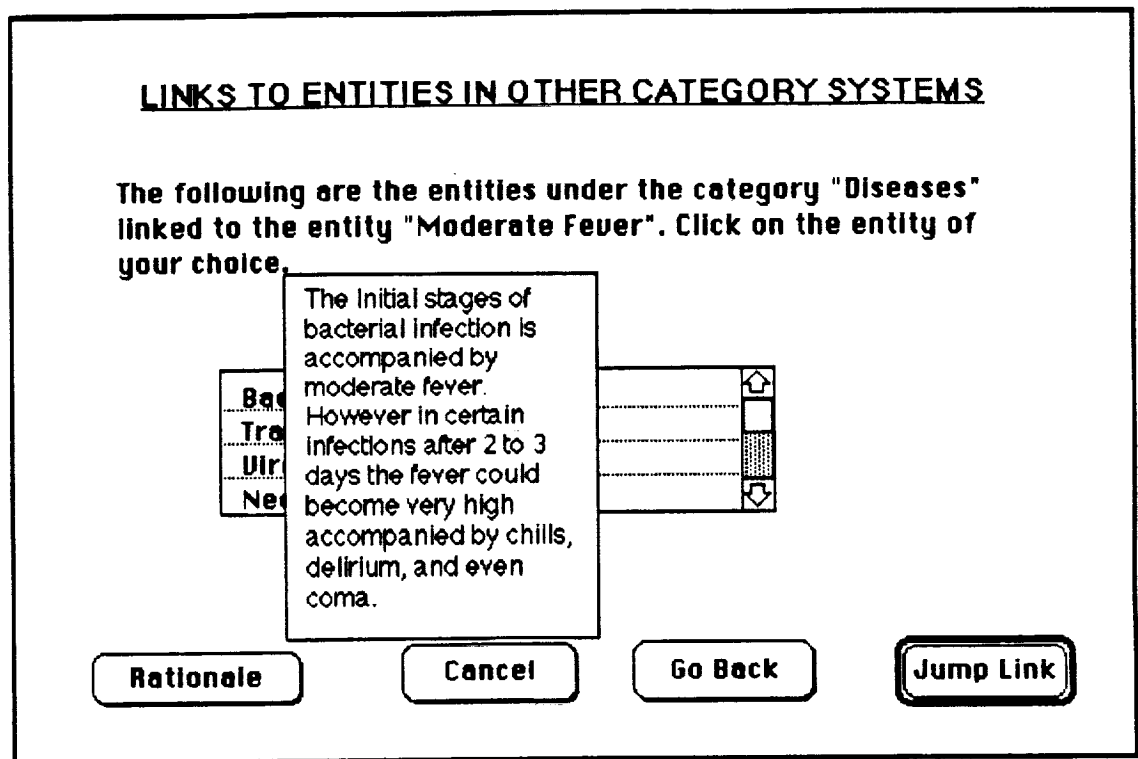 LINKS TO ENTITIES IN OTHER CATEGORY SYSTEMS
The following are the entities under the category "Diseases"
linked to the entity "Moderate Fever". Click on the entity of
your choice.
The Initial stages of
bacterial infection is
accompanied by
moderate fever.
However in certain
infections after 2 to 3
days the fever could
become very high
accompanied by chills,
delirium, and even
coma.
Rationale
Cancel
Go Back
Jump Link